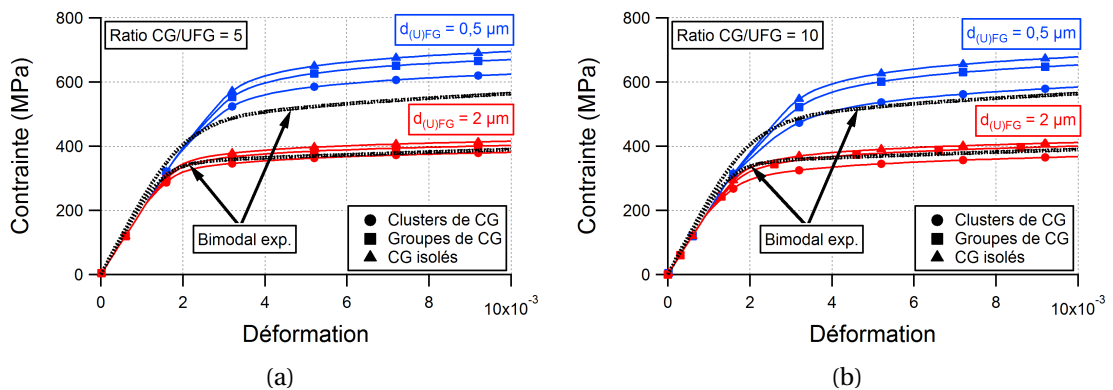 Ratio CG/UFG = 5
d(U)FG = 0,5 µm
d(U)FG = 2 µm
Bimodal exp.
Clusters de CG
Groupes de CG
CG isolés
Contrainte (MPa)
800
600
400
200
0
0
2
4
6
8
10x10-3
Déformation
(a)
Ratio CG/UFG = 10
d(U)FG = 0,5 µm
d(U)FG = 2 µm
Bimodal exp.
Clusters de CG
Groupes de CG
CG isolés
Contrainte (MPa)
800
600
400
200
0
0
2
4
6
8
10x10-3
Déformation
(b)